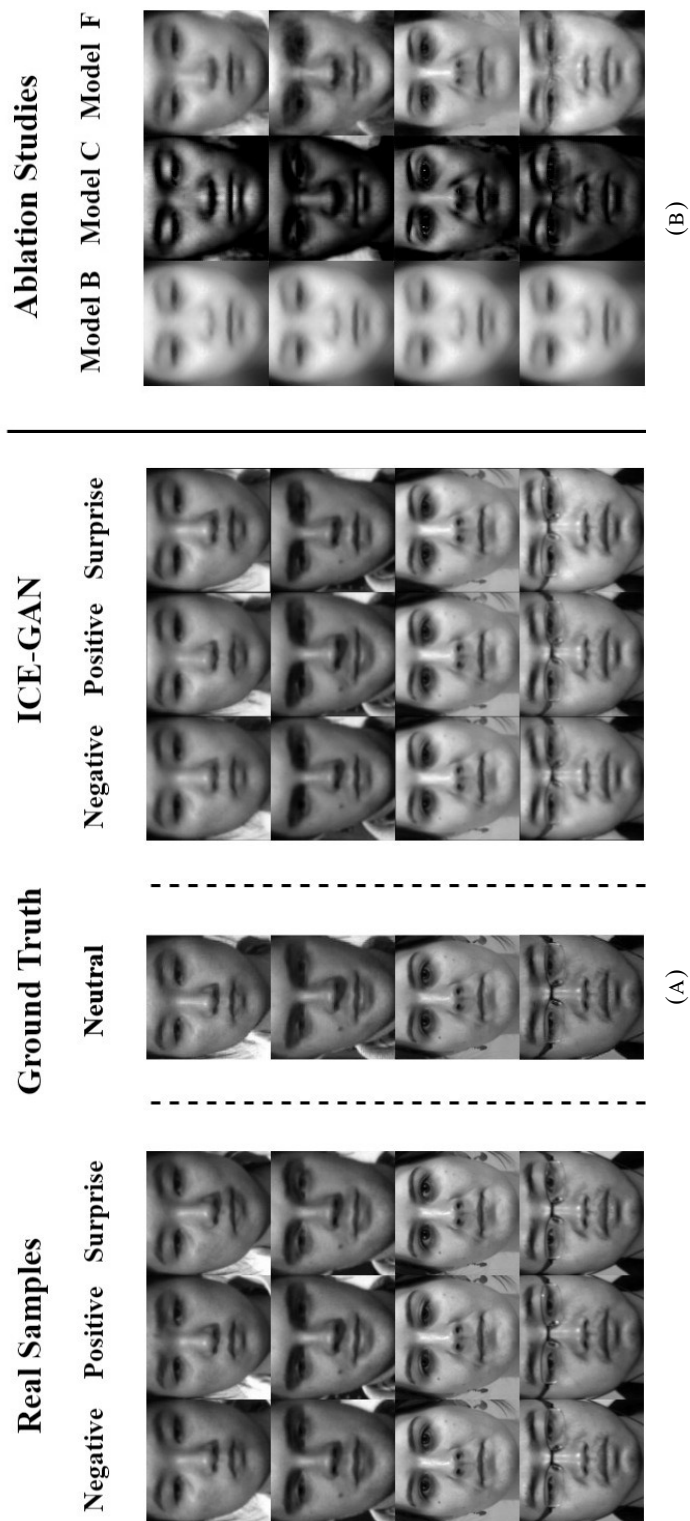 Real Samples Ground Truth ICE-GAN Ablation Studies
Negative Positive Surprise Neutral Negative Positive Surprise Model B Model C Model F
(A) (B)